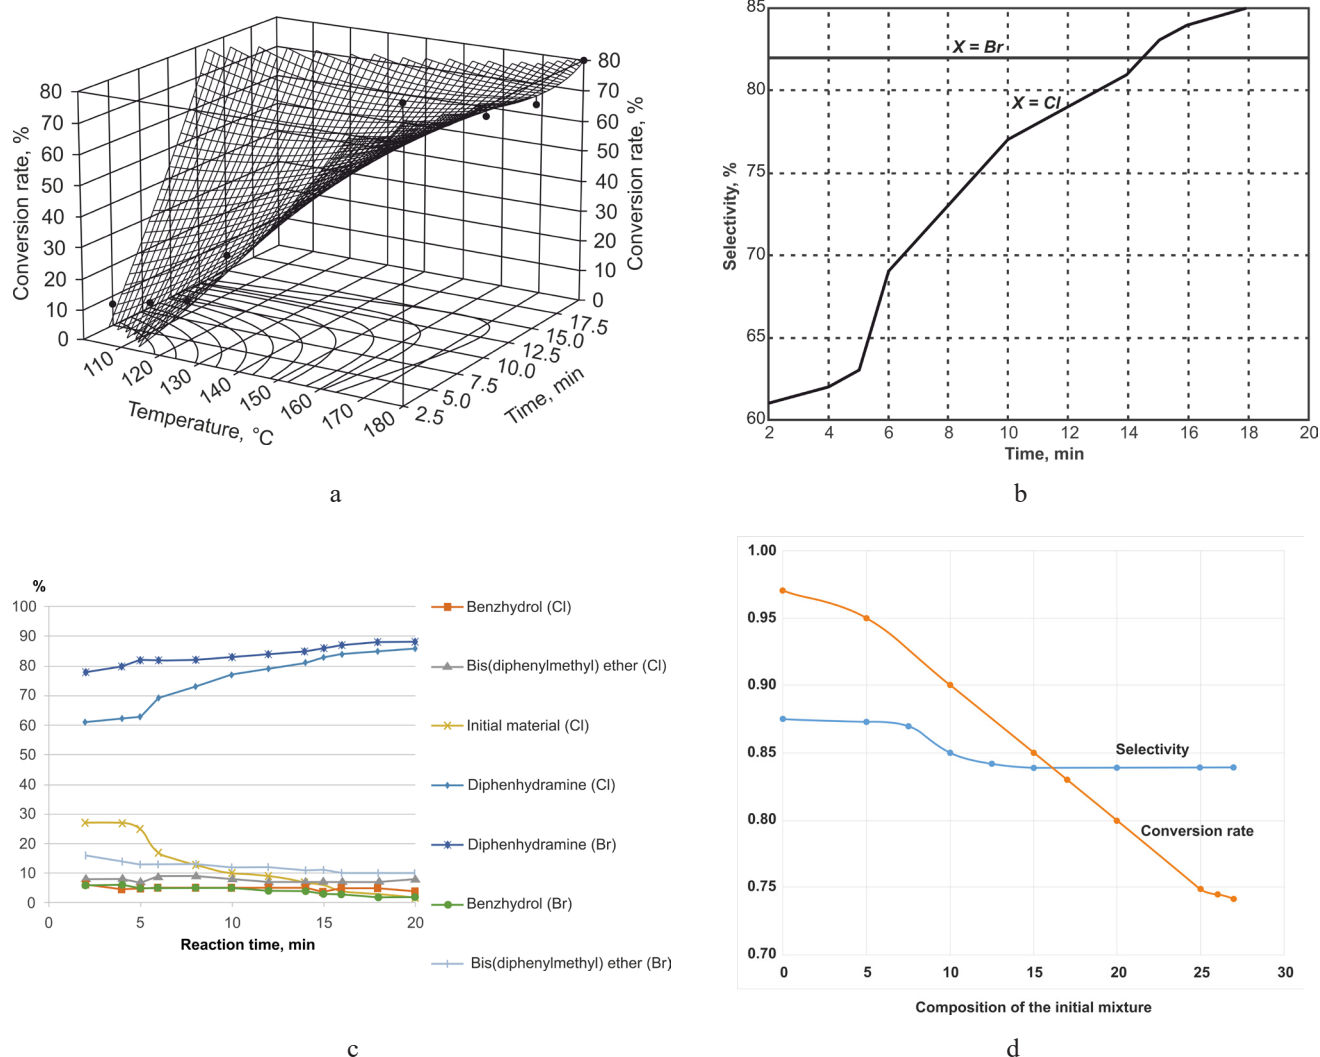 80
70
60
50
40
30
20
10
0
Conversion rate, %
80
70
60
50
40
30
20
10
0
Conversion rate, %
110
120
130
140
150
160
170
180
Temperature, °C
2.5
5.0
7.5
10.0
12.5
15.0
17.5
Time, min
a
85
80
75
70
65
60
Selectivity, %
X = Br
X = Cl
2 4 6 8 10 12 14 16 18 20
Time, min
b
%
100
90
80
70
60
50
40
30
20
10
0
0 5 10 15 20
Reaction time, min
Benzhydrol (Cl)
Bis(diphenylmethyl) ether (Cl)
Initial material (Cl)
Diphenhydramine (Cl)
Diphenhydramine (Br)
Benzhydrol (Br)
Bis(diphenylmethyl) ether (Br)
c
1.00
0.95
0.90
0.85
0.80
0.75
0.70
Selectivity
Conversion rate
0 5 10 15 20 25 30
Composition of the initial mixture
d